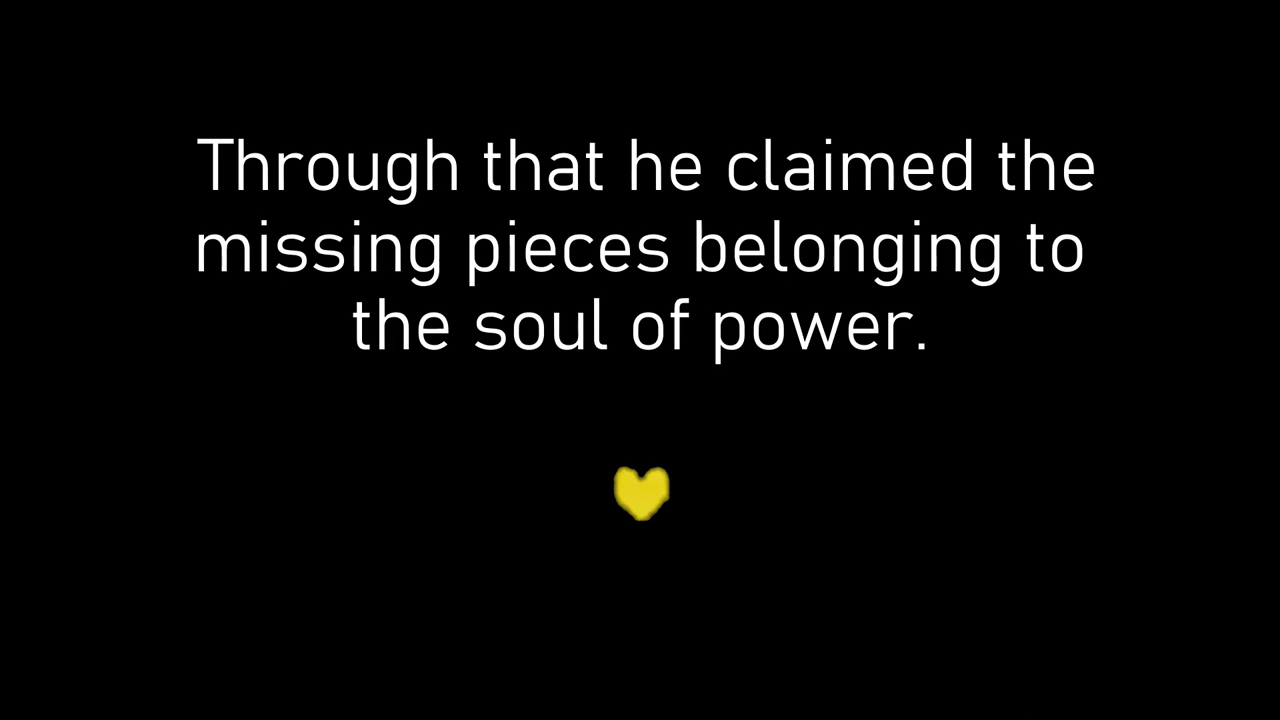 Through that he claimed the
missing pieces belonging to
the soul of power.